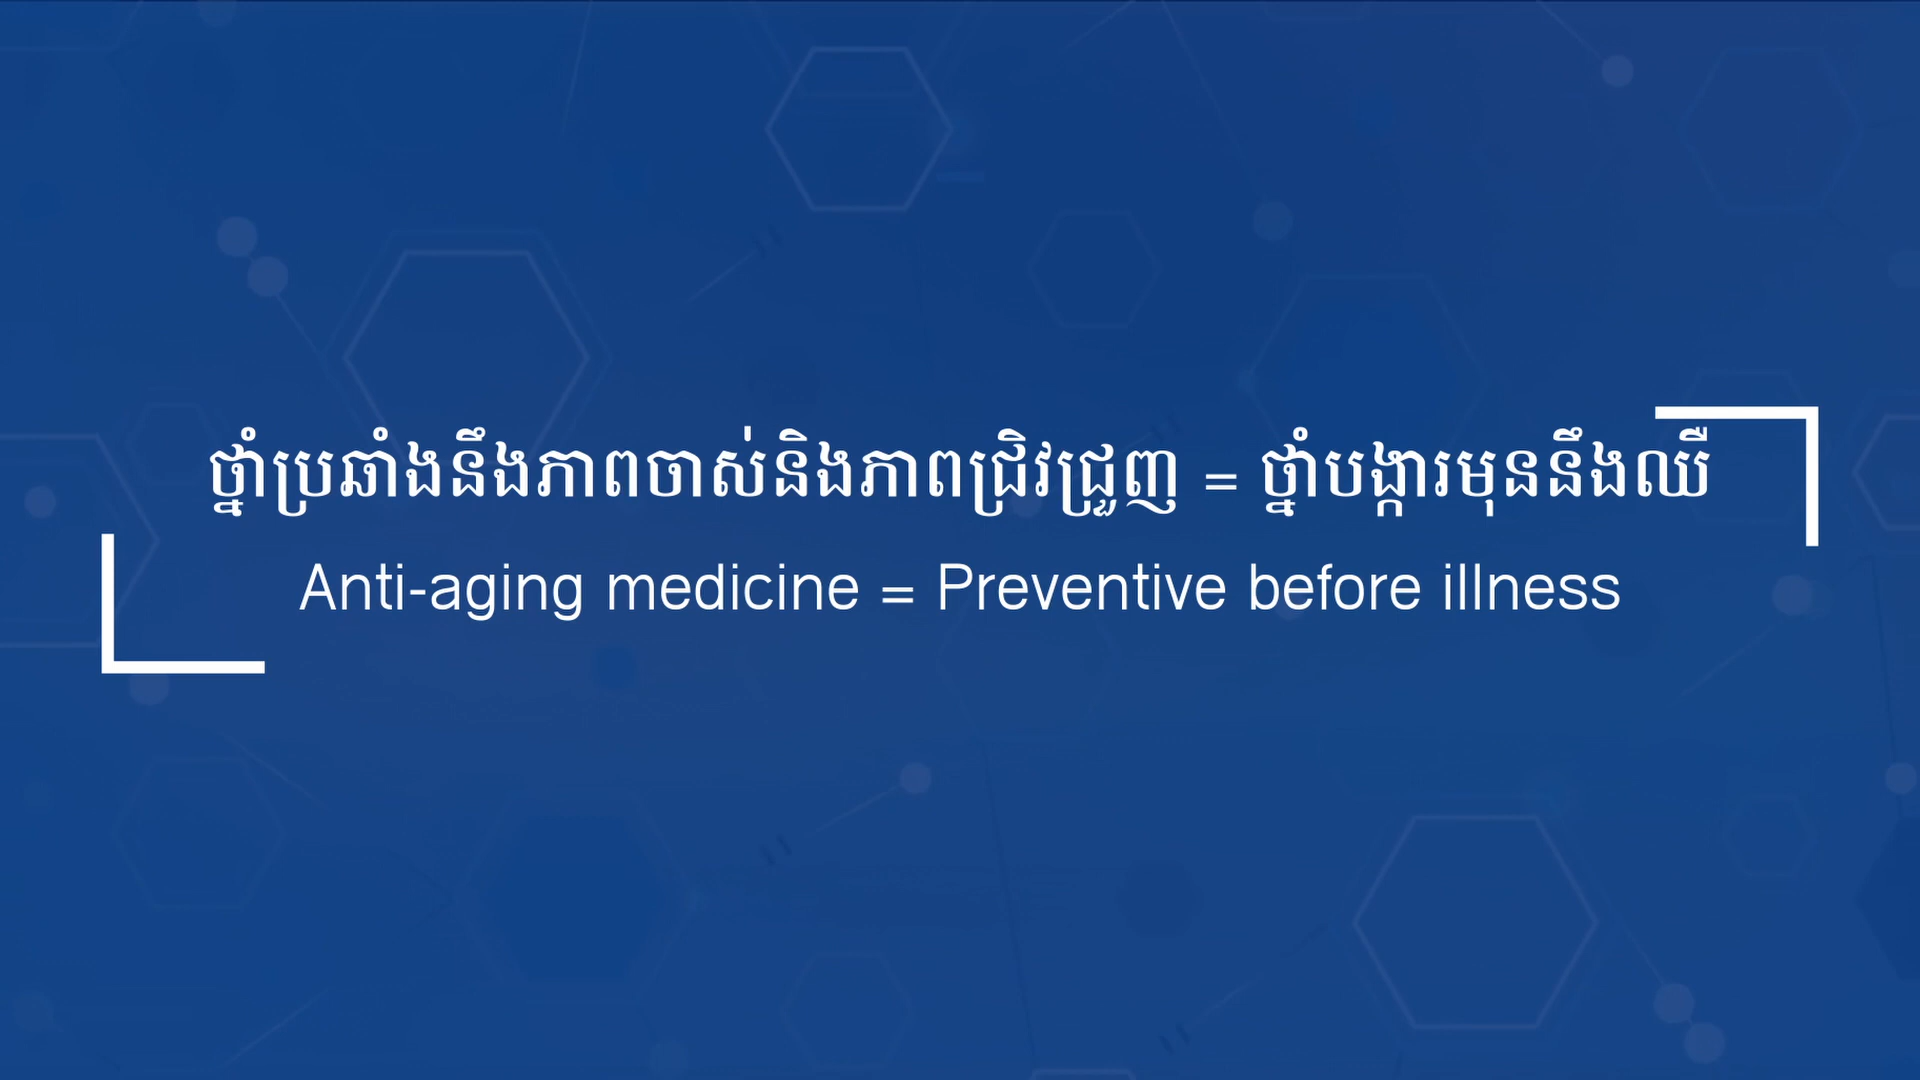 ថ្នាំប្រឆាំងនឹងភាពចាស់និងភាពជ្រិវជ្រួញ = ថ្នាំបង្ការមុននឹងឈឺ
Anti-aging medicine = Preventive before illness